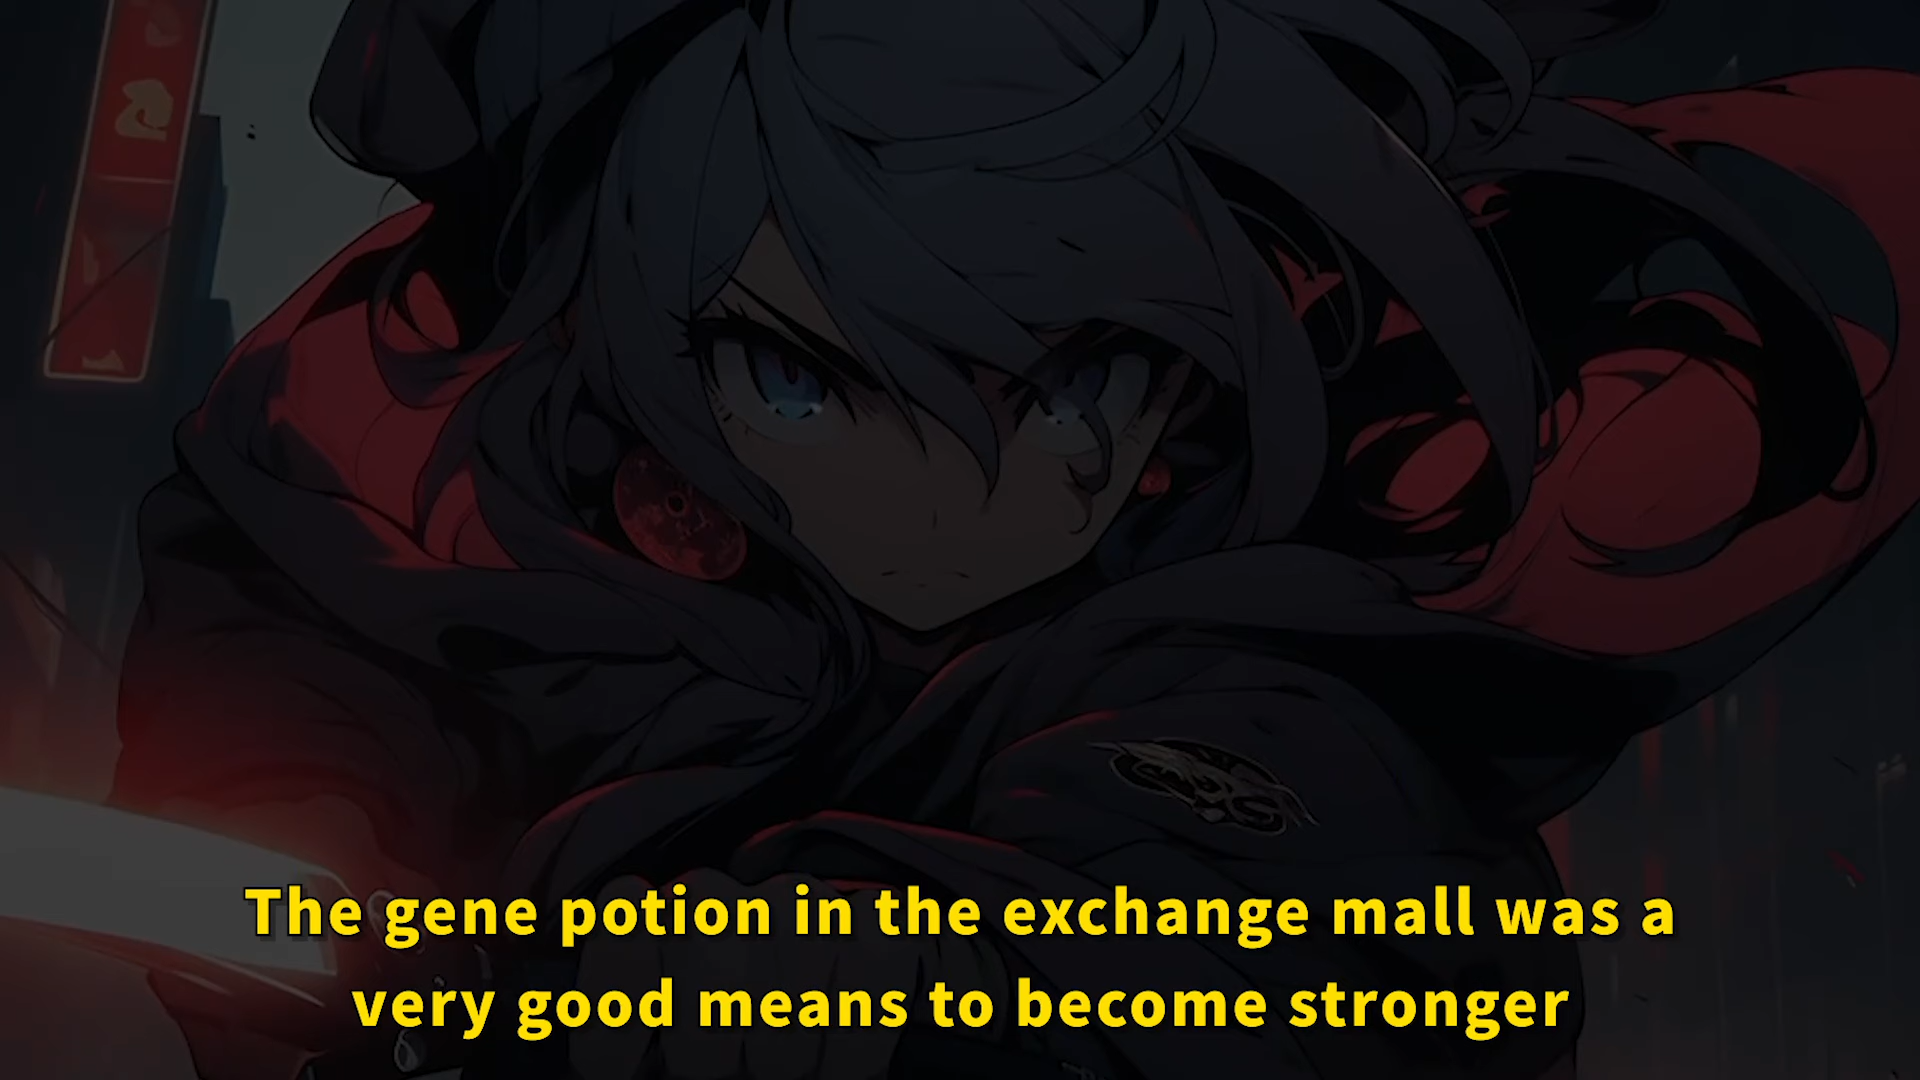 The gene potion in the exchange mall was a
very good means to become stronger